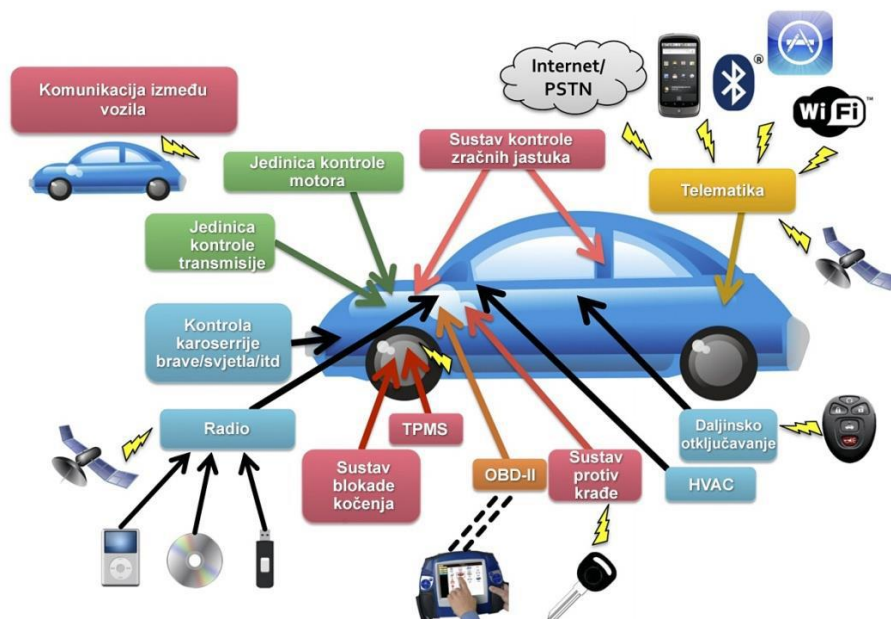 Internet/
PSTN
®
WiFi™
Komunikacija između
vozila
Jedinica kontrole
motora
Sustav kontrole
zračnih jastuka
Telematika
Jedinica
kontrole
transmisije
Kontrola
karoserrije
brave/svjetla/itd
Radio
TPMS
Sustav
blokade
kočenja
OBD-II
Sustav
protiv
krađe
Daljinsko
otključavanje
HVAC